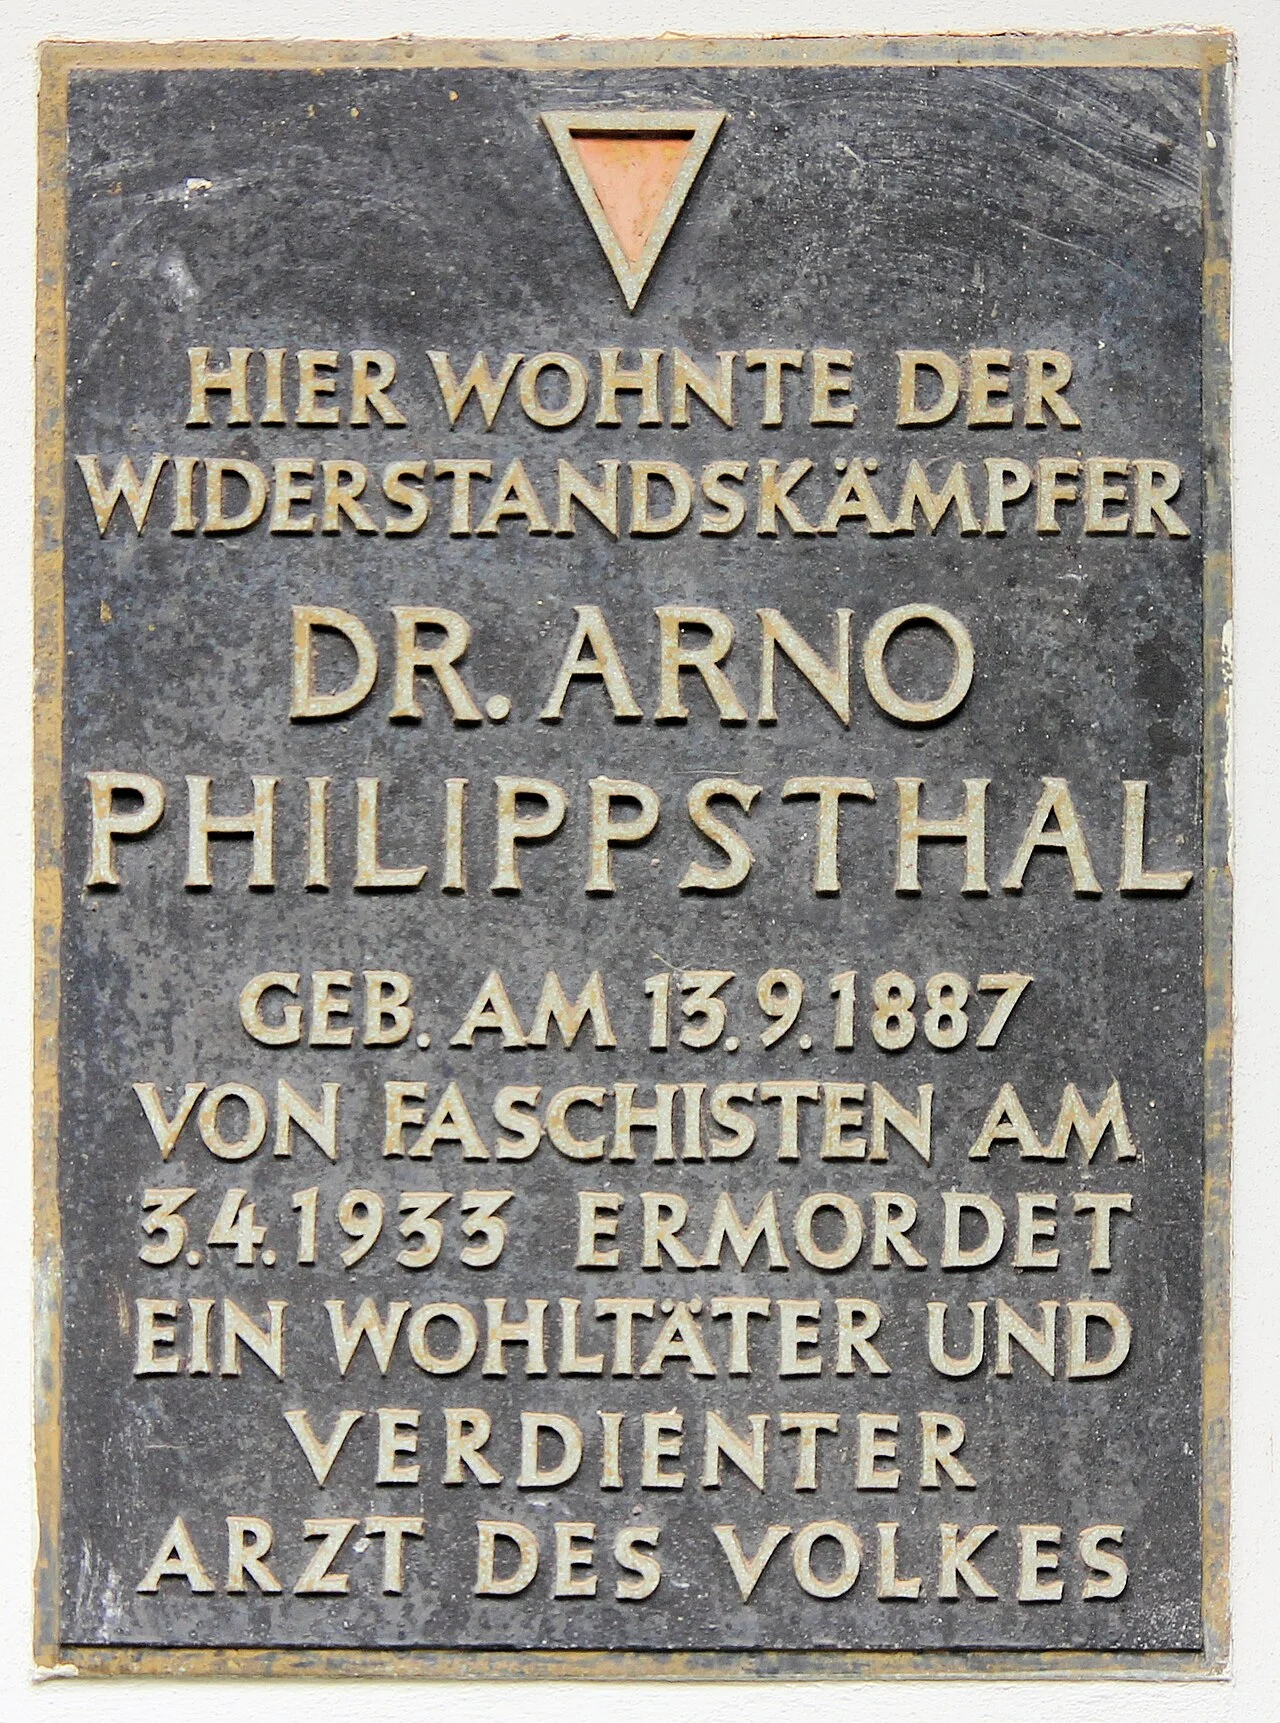 HIER WOHNTE DER
WIDERSTANDSKÄMPFER
DR. ARNO
PHILIPPSTHAL
GEB. AM 13.9.1887
VON FASCHISTEN AM
3.4.1933 ERMORDET
EIN WOHLTÄTER UND
VERDIENTER
ARZT DES VOLKES